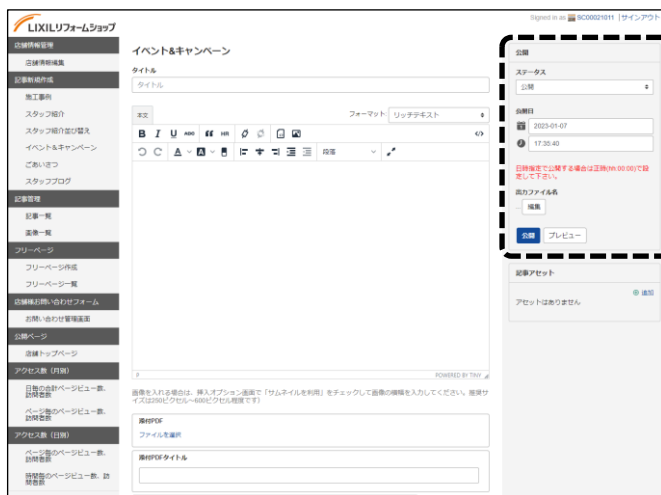 Signed in as SC00021811 | サインアウト
LIXILリフォームショップ
店舗情報管理
店舗情報編集
記事新規作成
施工事例
スタッフ紹介
スタッフ紹介並び替え
イベント&キャンペーン
ごあいさつ
スタッフブログ
記事管理
記事一覧
画像一覧
フリーページ
フリーページ作成
フリーページ一覧
店舗様お問い合わせフォーム
お問い合わせ管理画面
公開ページ
店舗トップページ
アクセス数（月別）
日毎の合計ページビュー数、
訪問者数
ページ毎のページビュー数、
訪問者数
アクセス数（日別）
ページ毎のページビュー数、
訪問者数
時間毎のページビュー数、訪
問者数
イベント&キャンペーン
タイトル
タイトル
本文
フォーマット: リッチテキスト
B I U ABC HR
A A 段落
P
POWERED BY TINY
画像を入れる場合は、挿入オプション画面で「サムネイルを利用」をチェックして画像の横幅を入力してください。推奨サ
イズは250ピクセル～600ピクセル程度です!
添付PDF
ファイルを選択
添付PDFタイトル
公開
ステータス
公開
公開日
2023-01-07
17:35:40
日時指定で公開する場合は正時(hh:00:00)で設
定して下さい。
出力ファイル名
編集
公開 プレビュー
記事アセット
追加
アセットはありません